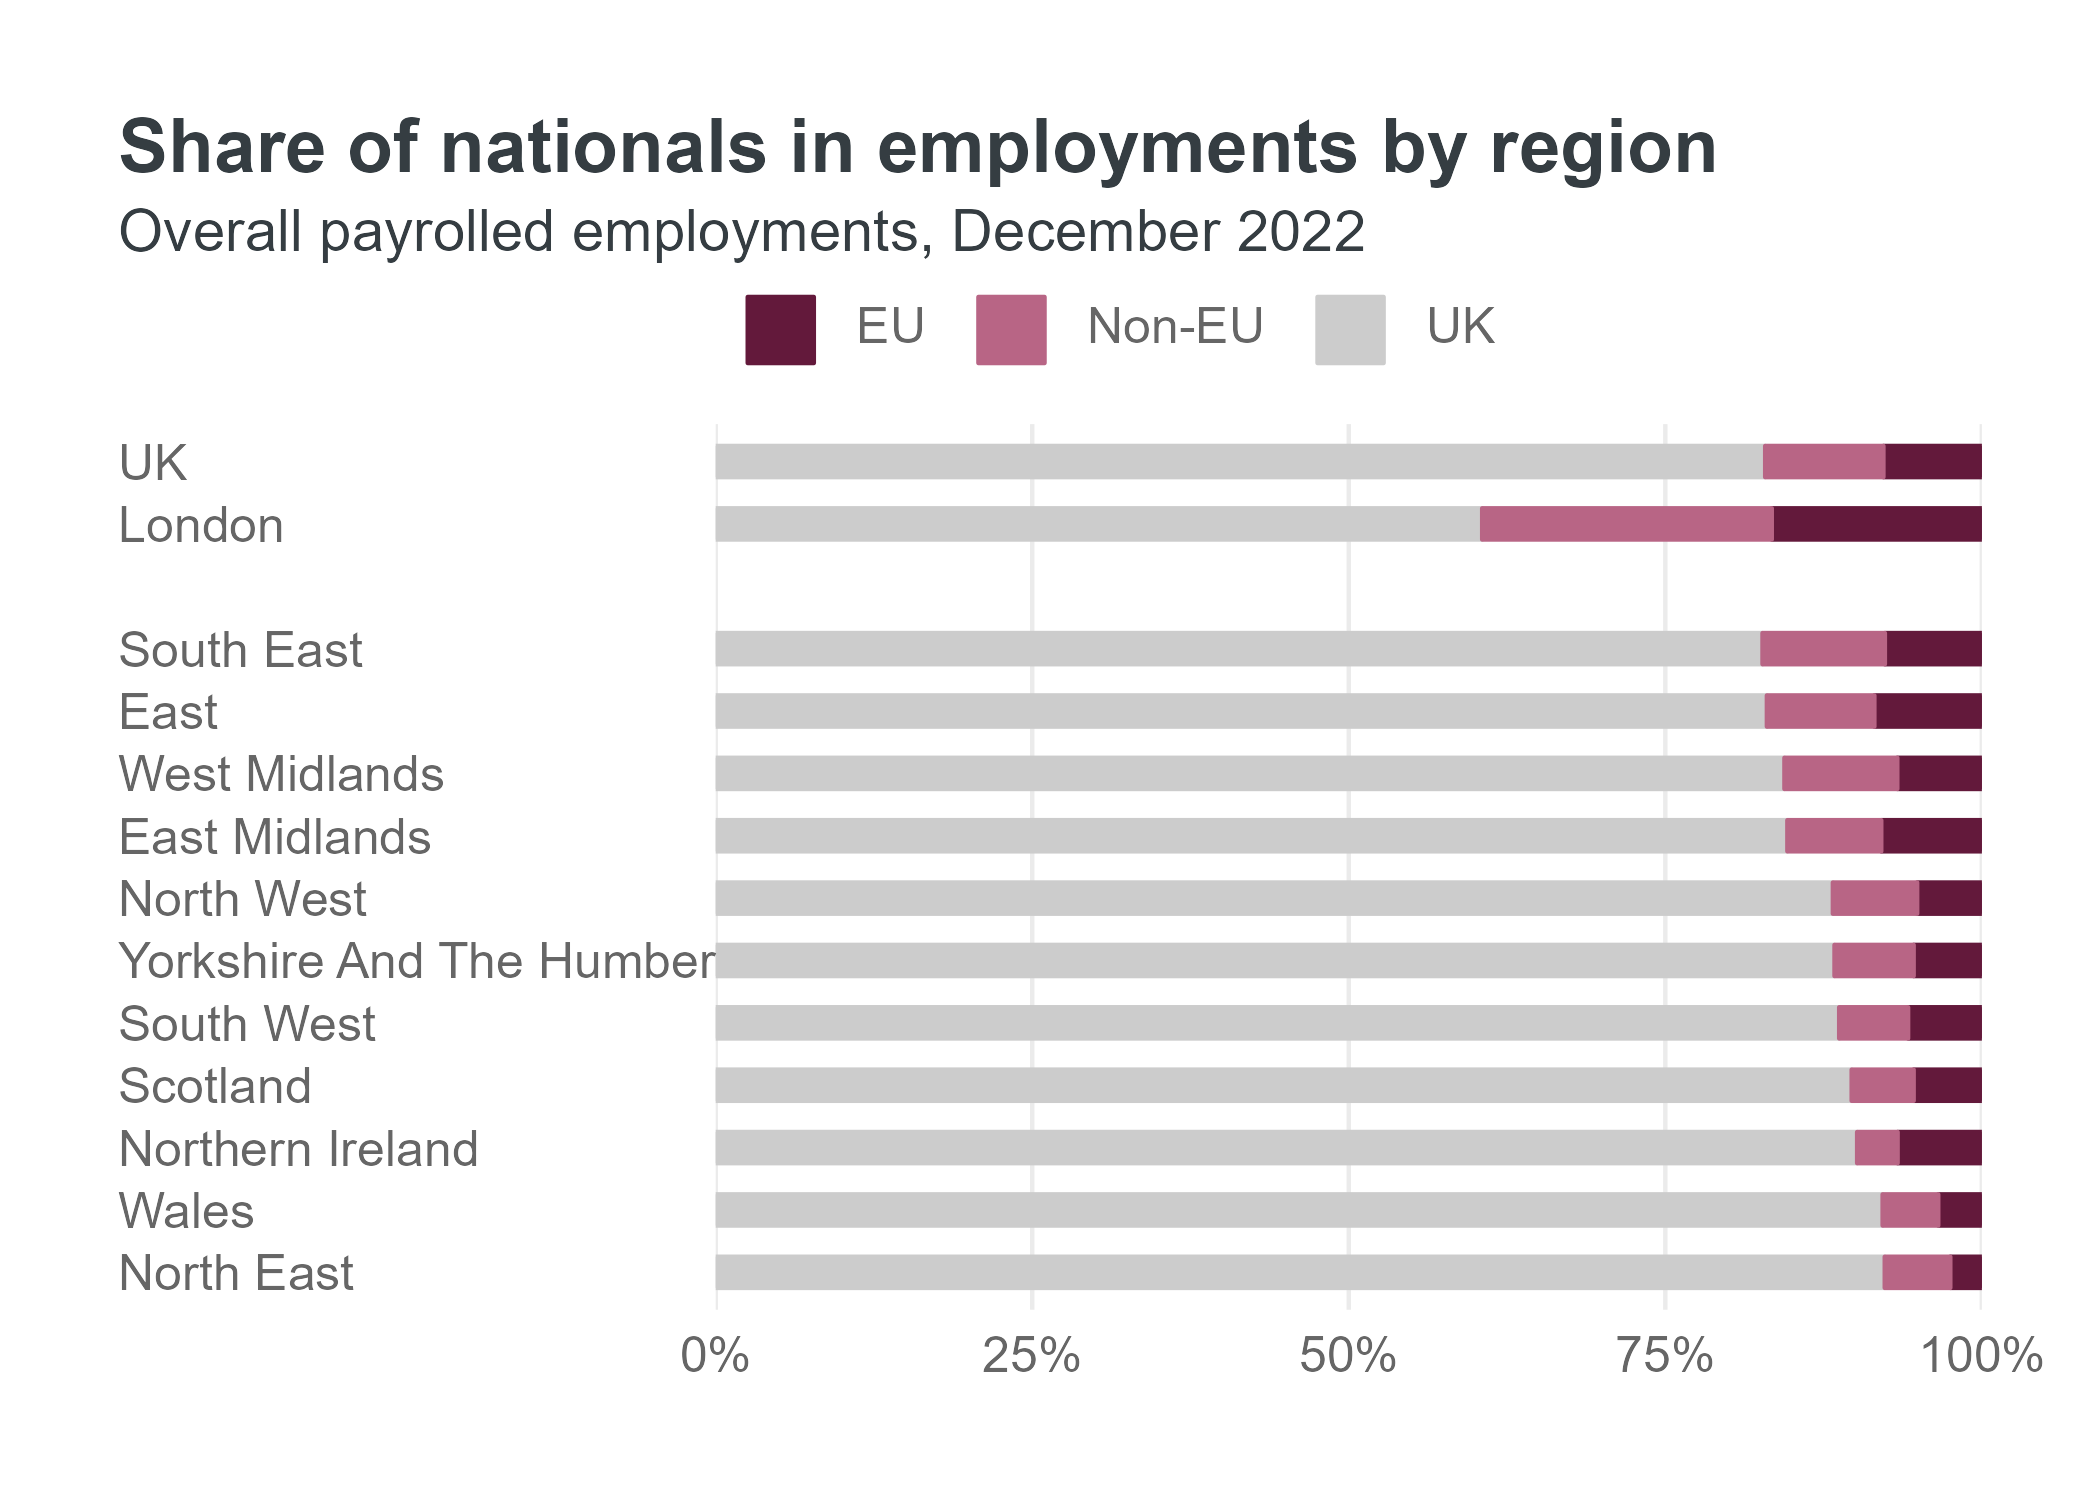 Share of nationals in employments by region
Overall payrolled employments, December 2022
EU Non-EU UK
UK
London
South East
East
West Midlands
East Midlands
North West
Yorkshire And The Humber
South West
Scotland
Northern Ireland
Wales
North East
0% 25% 50% 75% 100%